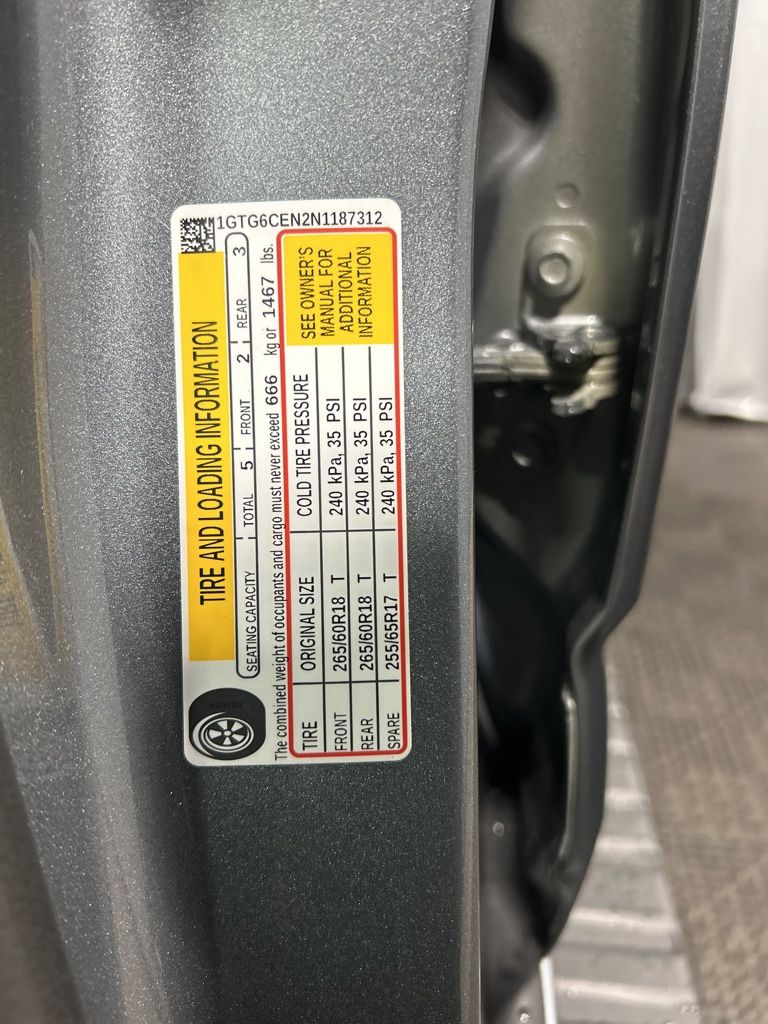 1GTG6CEN2N1187312
TIRE AND LOADING INFORMATION
SEATING CAPACITY TOTAL 5 FRONT 2 REAR 3
The combined weight of occupants and cargo must never exceed 666 kg or 1467 lbs.
TIRE ORIGINAL SIZE COLD TIRE PRESSURE
FRONT 265/60R18 T 240 kPa, 35 PSI
REAR 265/60R18 T 240 kPa, 35 PSI
SPARE 255/65R17 T 240 kPa, 35 PSI
SEE OWNER'S
MANUAL FOR
ADDITIONAL
INFORMATION